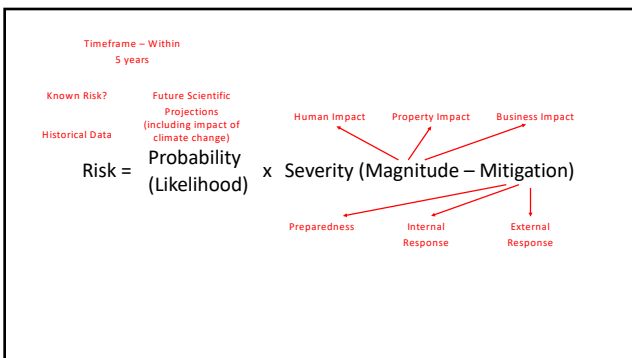 Timeframe – Within
5 years
Known Risk?
Future Scientific
Projections
(including impact of
climate change)
Historical Data
Human Impact
Property Impact
Business Impact
Risk = Probability x Severity (Magnitude – Mitigation)
(Likelihood)
Preparedness
Internal
Response
External
Response